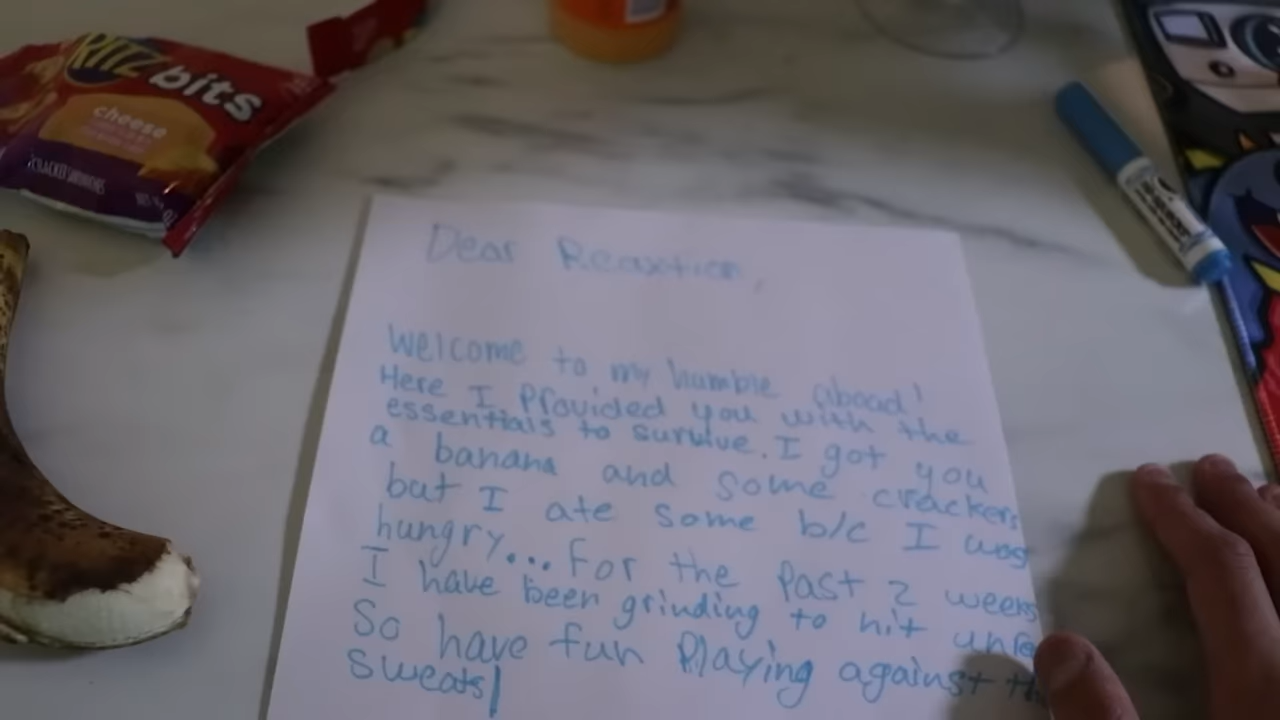 RITZ bits
cheese
CRACKER SANDWICHES
Dear Reaction,
Welcome to my humble aboad!
Here I Provided you with the
essentials to survive. I got you
a banana and some crackers
but I ate some b/c I was
hungry... For the Past 2 weeks
I have been grinding to hit
So have fun Playing against
sweats!